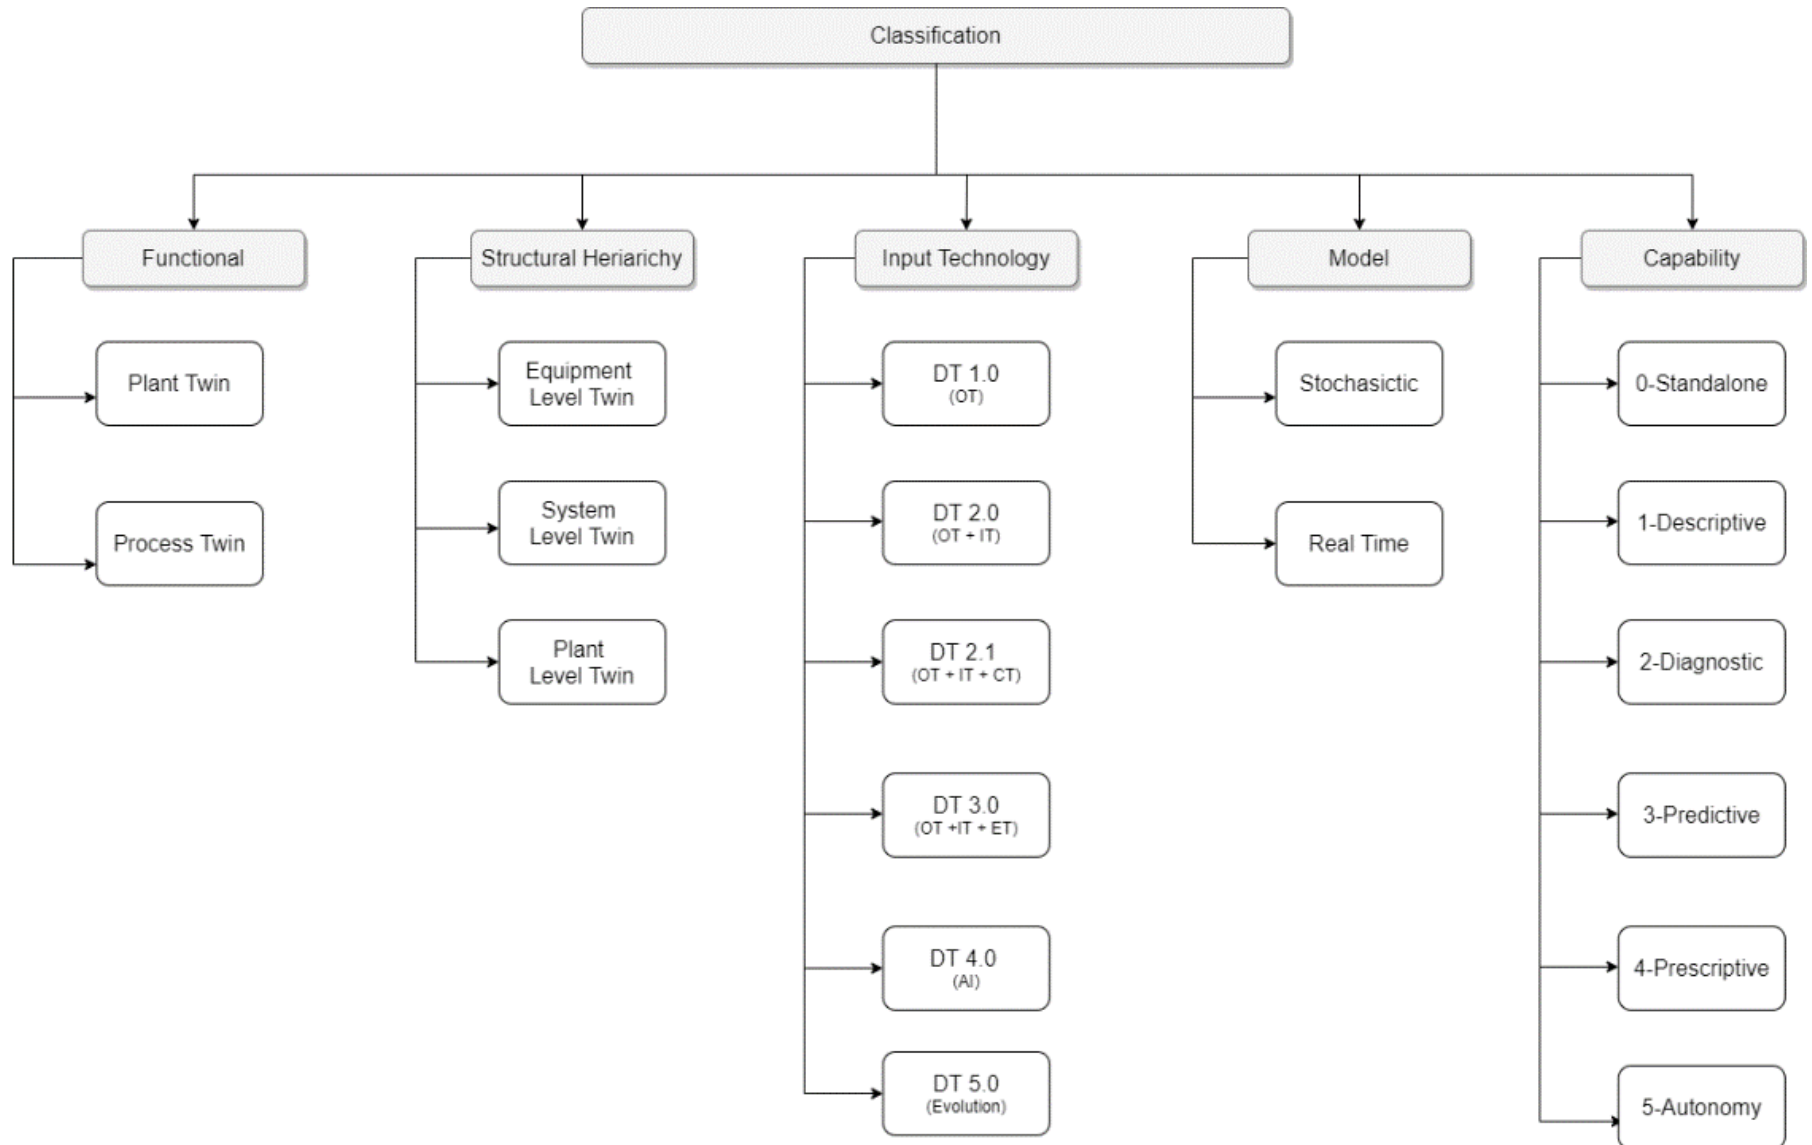 Classification
Functional
Structural Heriarichy
Input Technology
Model
Capability
Plant Twin
Process Twin
Equipment
Level Twin
System
Level Twin
Plant
Level Twin
DT 1.0
(OT)
DT 2.0
(OT + IT)
DT 2.1
(OT + IT + CT)
DT 3.0
(OT +IT + ET)
DT 4.0
(AI)
DT 5.0
(Evolution)
Stochasictic
Real Time
0-Standalone
1-Descriptive
2-Diagnostic
3-Predictive
4-Prescriptive
5-Autonomy